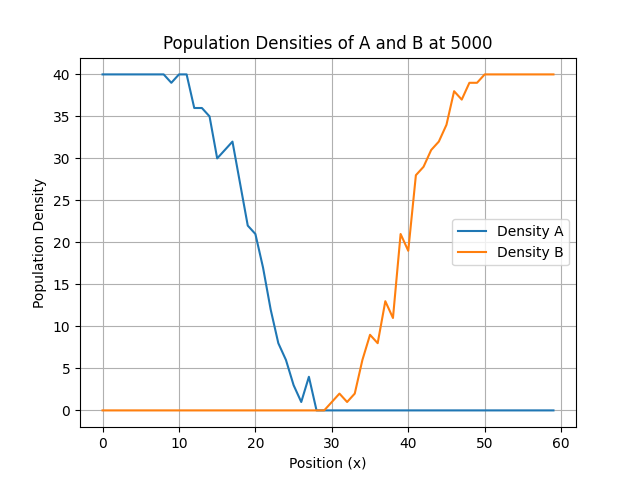 Population Densities of A and B at 5000
Population Density
40
35
30
25
20
15
10
5
0
Density A
Density B
0 10 20 30 40 50 60
Position (x)